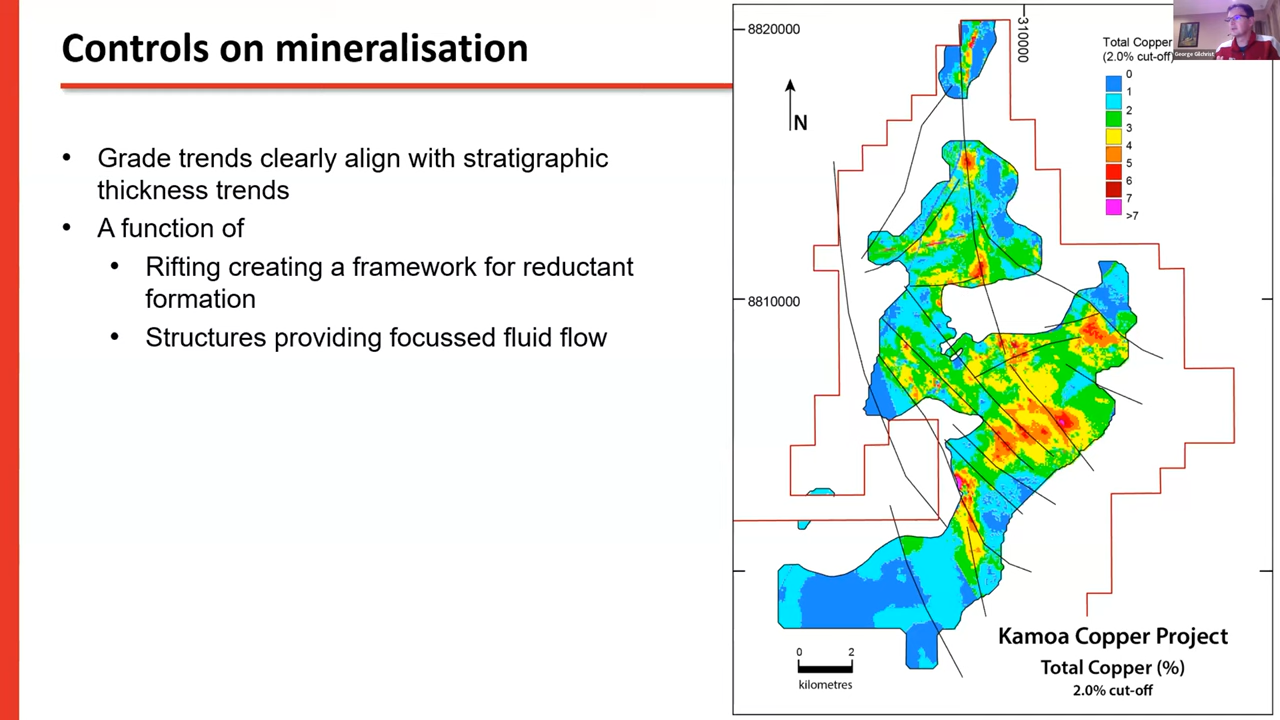 Controls on mineralisation
• Grade trends clearly align with stratigraphic
thickness trends
• A function of
• Rifting creating a framework for reductant
formation
• Structures providing focussed fluid flow
8820000
310000
8810000
N
Total Copper
(2.0% cut-off)
0
1
2
3
4
5
6
7
>7
George Gilchrist
0 2
kilometres
Kamoa Copper Project
Total Copper (%)
2.0% cut-off